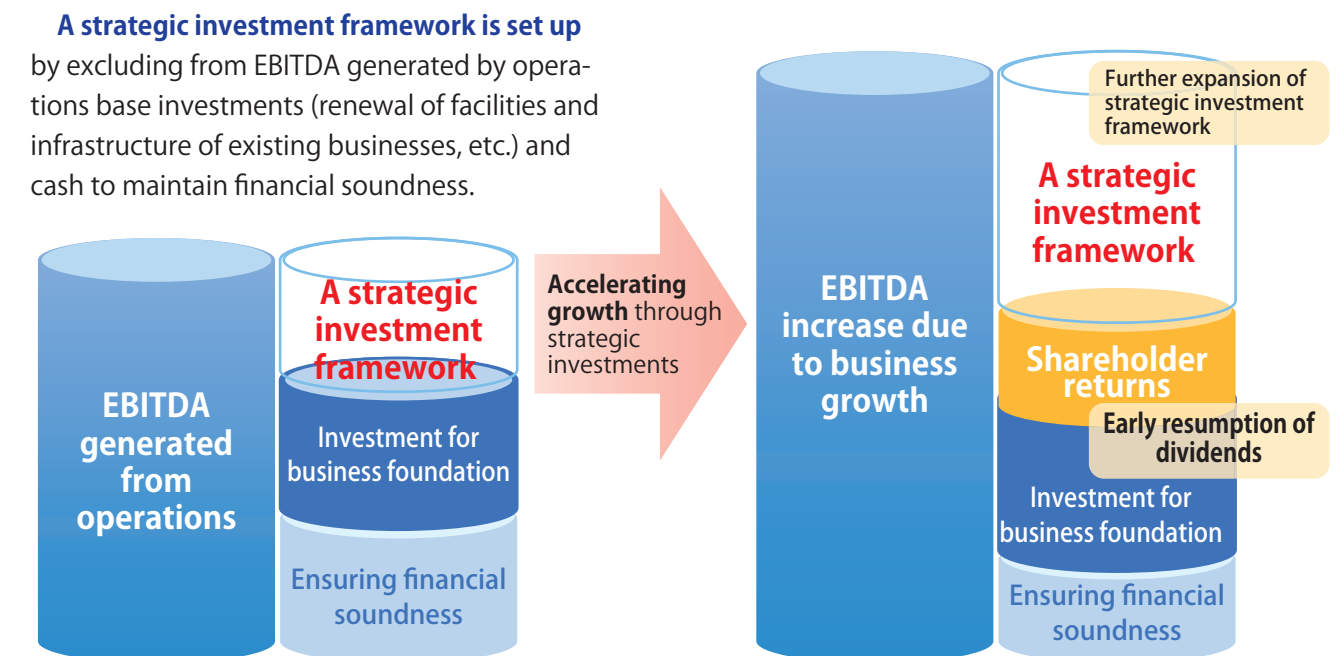 A strategic investment framework is set up
by excluding from EBITDA generated by opera-
tions base investments (renewal of facilities and
infrastructure of existing businesses, etc.) and
cash to maintain financial soundness.
EBITDA
generated
from
operations
A strategic
investment
framework
Investment for
business foundation
Ensuring financial
soundness
Accelerating
growth through
strategic
investments
EBITDA
increase due
to business
growth
Further expansion of
strategic investment
framework
A strategic
investment
framework
Shareholder
returns
Early resumption of
dividends
Investment for
business foundation
Ensuring financial
soundness